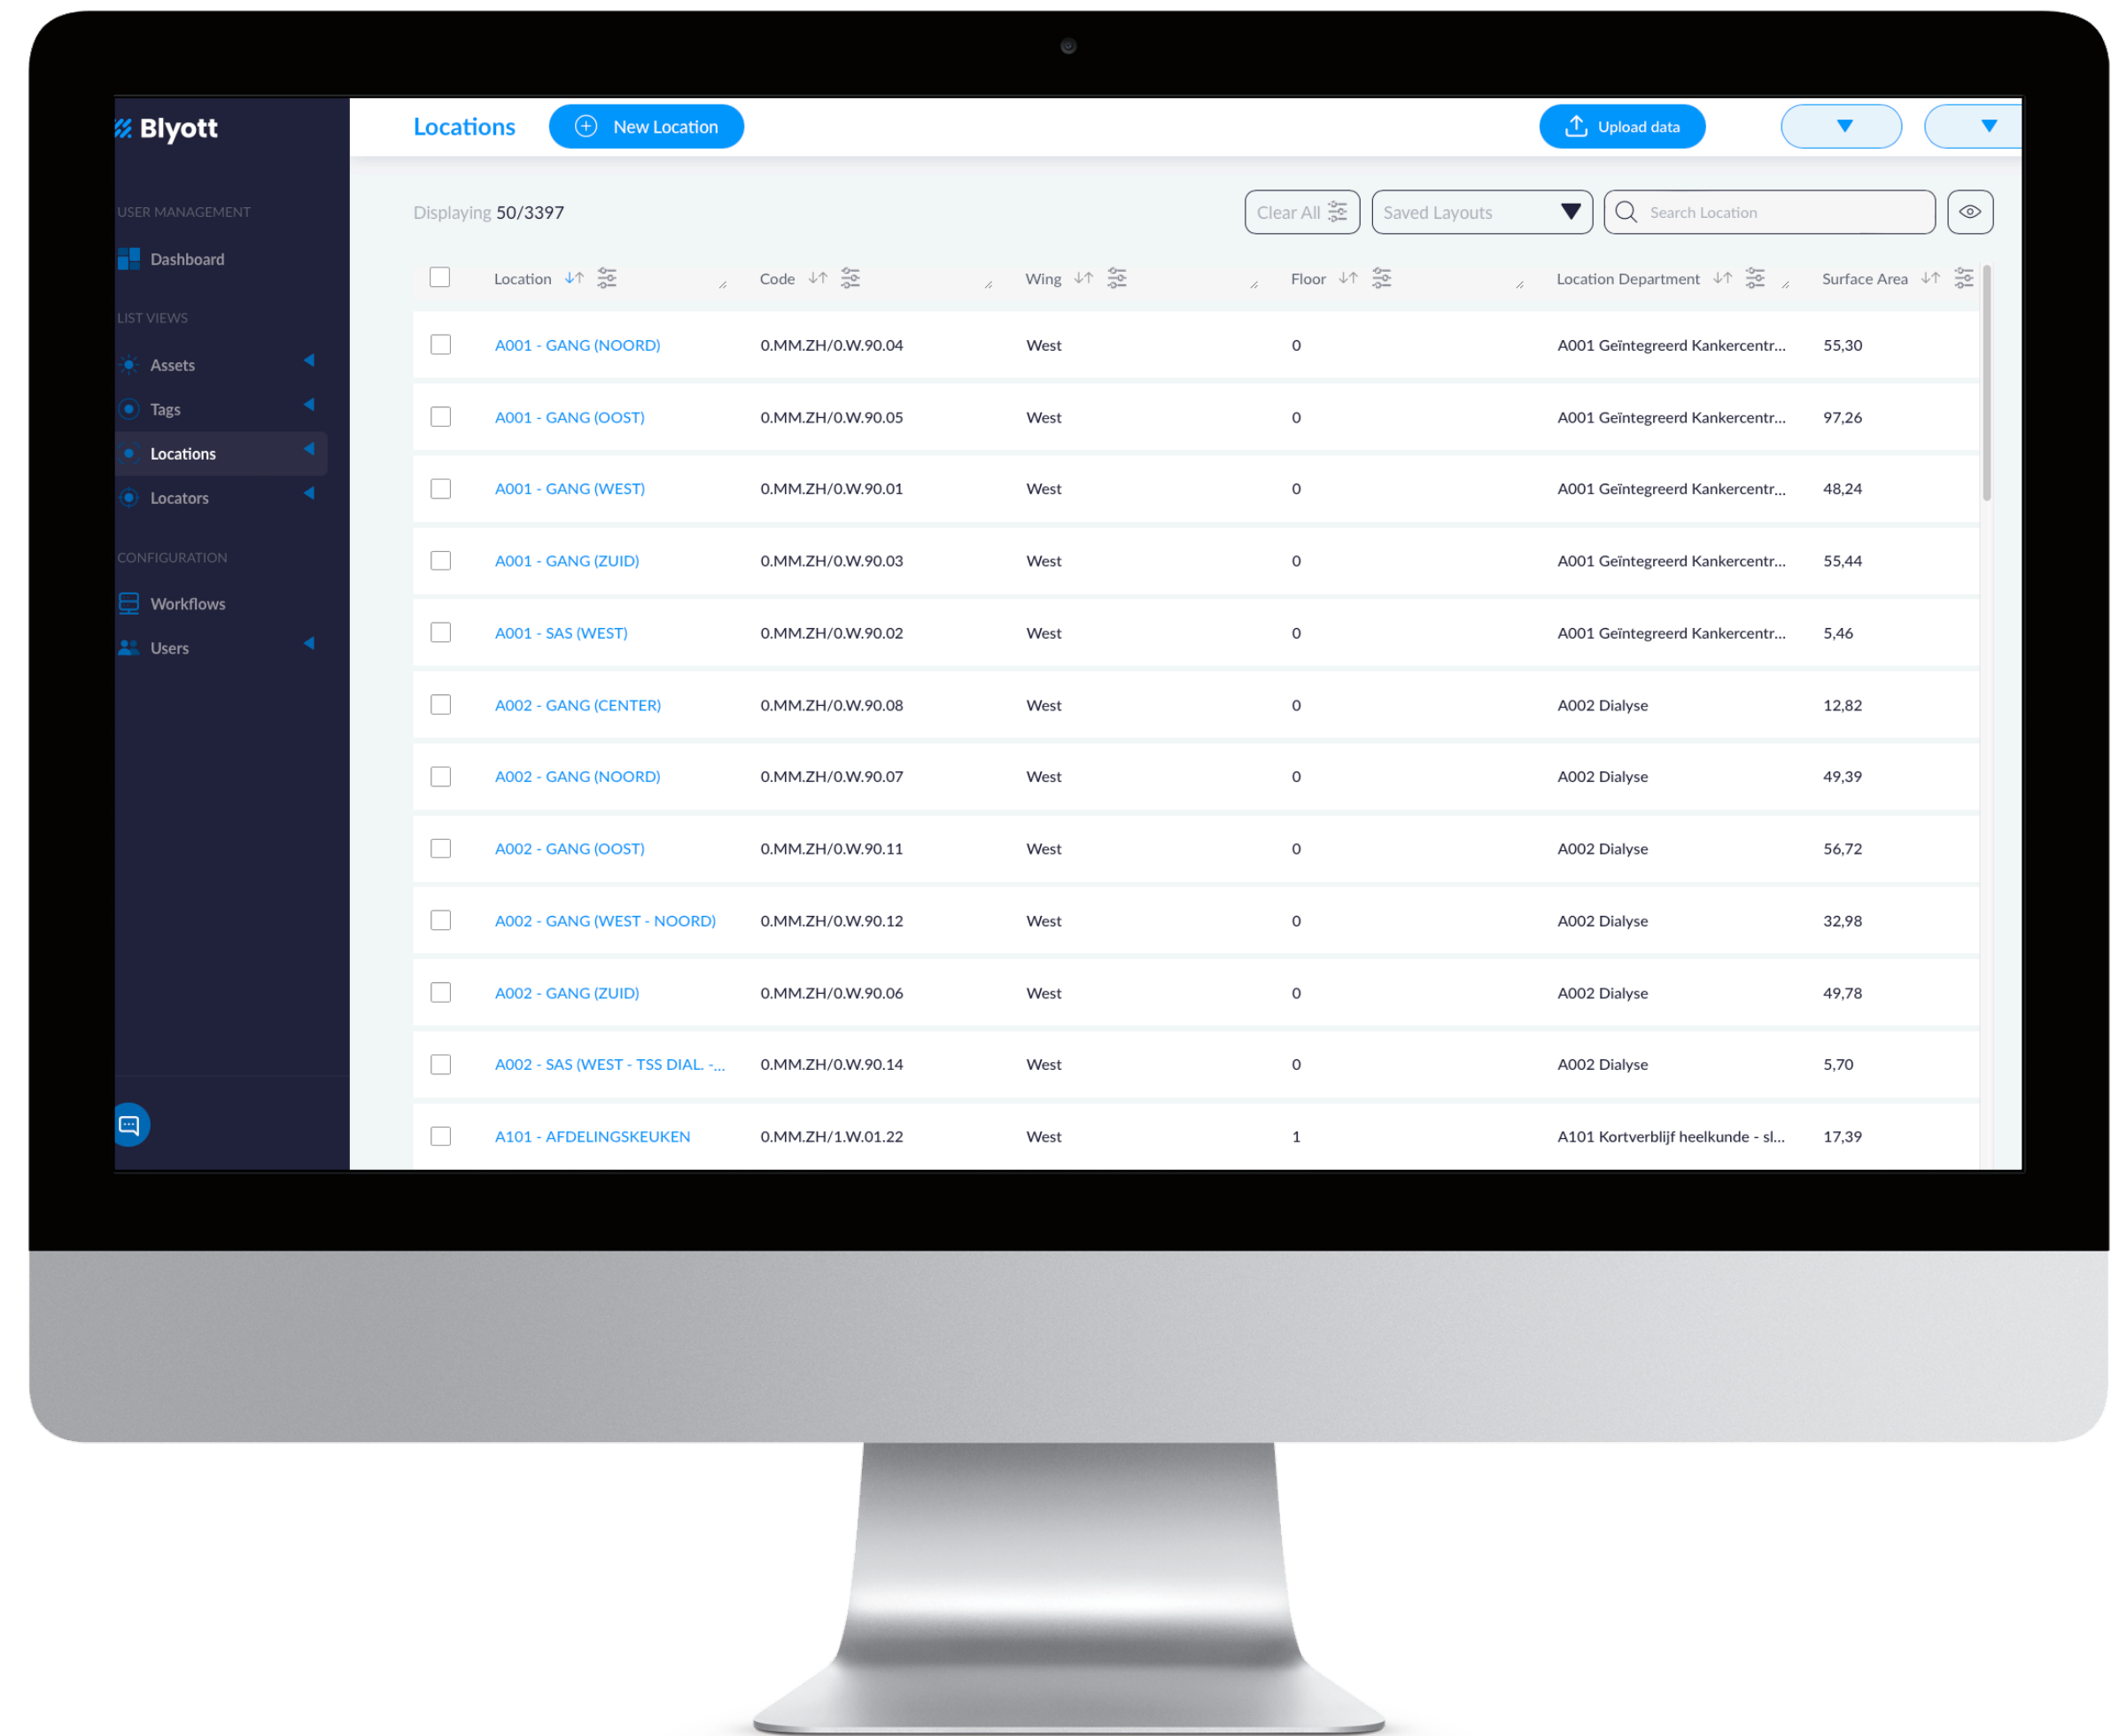 Blyott
USER MANAGEMENT
Dashboard
LIST VIEWS
Assets
Tags
Locations
Locators
CONFIGURATION
Workflows
Users
Locations New Location Upload data
Displaying 50/3397 Clear All Saved Layouts Search Location
Location Code Wing Floor Location Department Surface Area
A001 - GANG (NOORD) 0.MM.ZH/0.W.90.04 West 0 A001 Geïntegreerd Kankercentr... 55,30
A001 - GANG (OOST) 0.MM.ZH/0.W.90.05 West 0 A001 Geïntegreerd Kankercentr... 97,26
A001 - GANG (WEST) 0.MM.ZH/0.W.90.01 West 0 A001 Geïntegreerd Kankercentr... 48,24
A001 - GANG (ZUID) 0.MM.ZH/0.W.90.03 West 0 A001 Geïntegreerd Kankercentr... 55,44
A001 - SAS (WEST) 0.MM.ZH/0.W.90.02 West 0 A001 Geïntegreerd Kankercentr... 5,46
A002 - GANG (CENTER) 0.MM.ZH/0.W.90.08 West 0 A002 Dialyse 12,82
A002 - GANG (NOORD) 0.MM.ZH/0.W.90.07 West 0 A002 Dialyse 49,39
A002 - GANG (OOST) 0.MM.ZH/0.W.90.11 West 0 A002 Dialyse 56,72
A002 - GANG (WEST - NOORD) 0.MM.ZH/0.W.90.12 West 0 A002 Dialyse 32,98
A002 - GANG (ZUID) 0.MM.ZH/0.W.90.06 West 0 A002 Dialyse 49,78
A002 - SAS (WEST - TSS DIAL. -... 0.MM.ZH/0.W.90.14 West 0 A002 Dialyse 5,70
A101 - AFDELINGSKEUKEN 0.MM.ZH/1.W.01.22 West 1 A101 Kortverblijf heelkunde - sl... 17,39